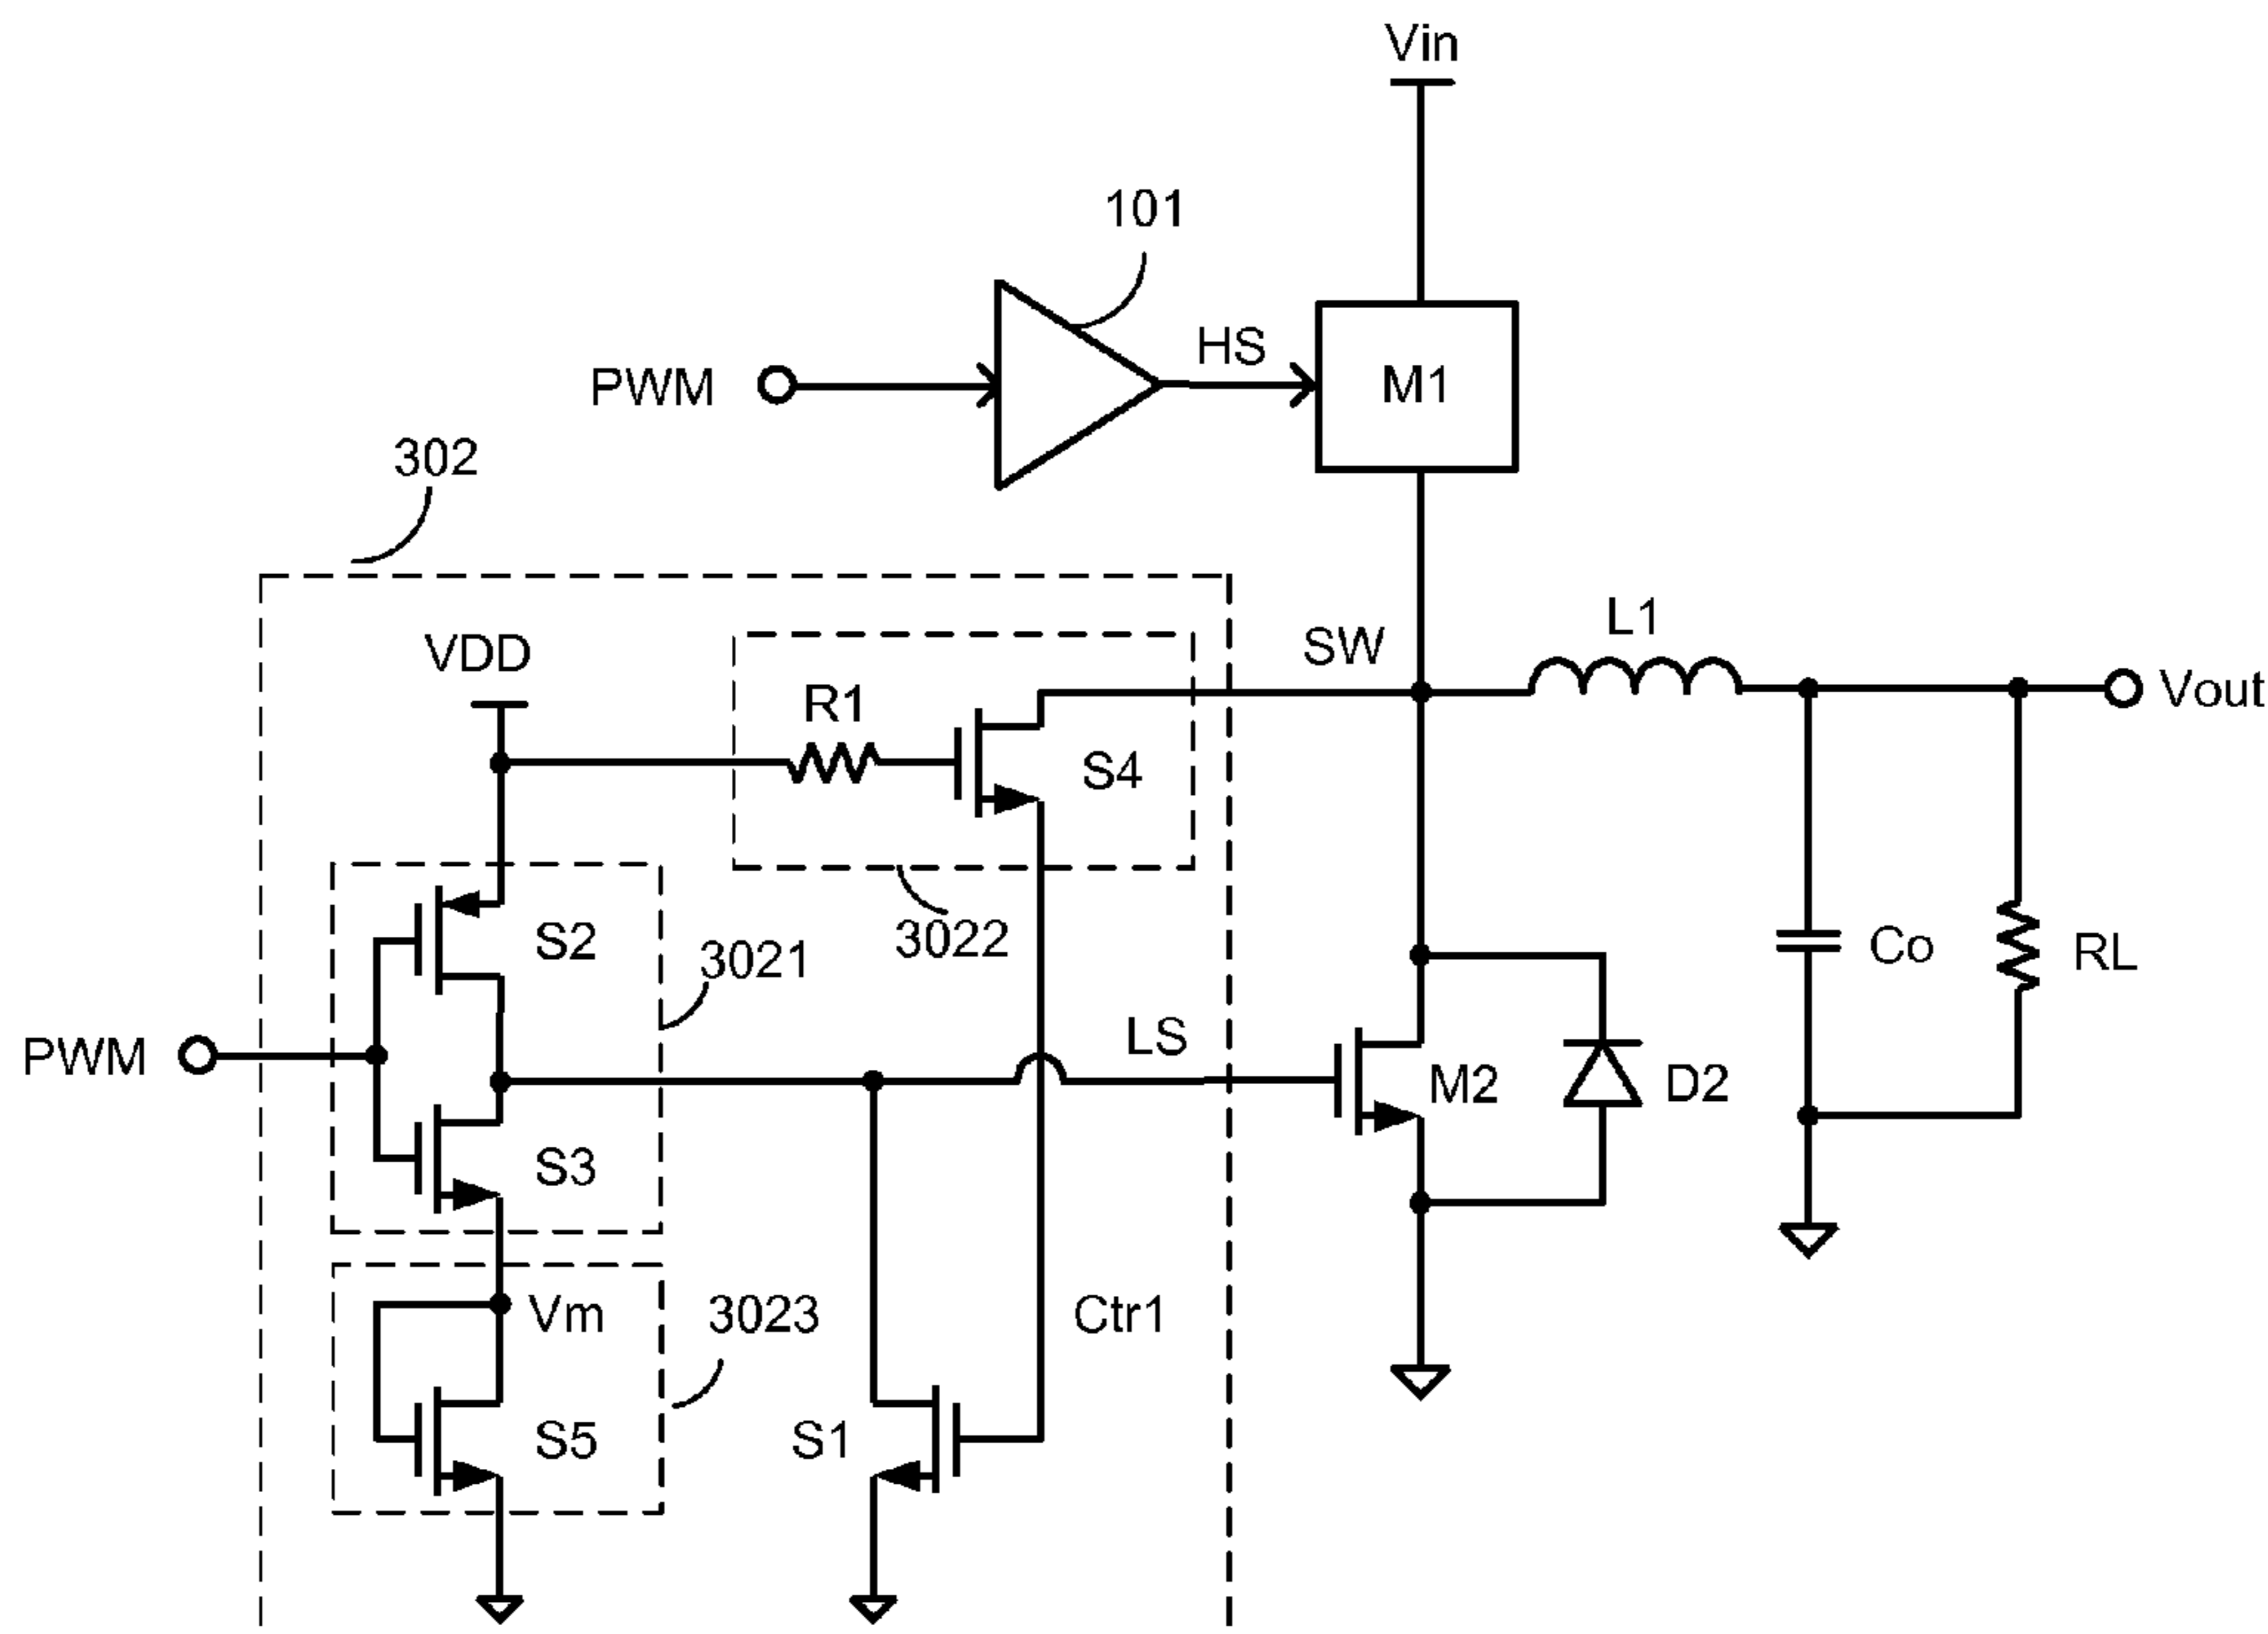 Vin
101
HS
PWM
M1
302
L1
SW
VDD
Vout
R1
S4
S2
3022
3021
Co
RL
LS
PWM
M2
D2
S3
Vm
3023
Ctr1
S5
S1